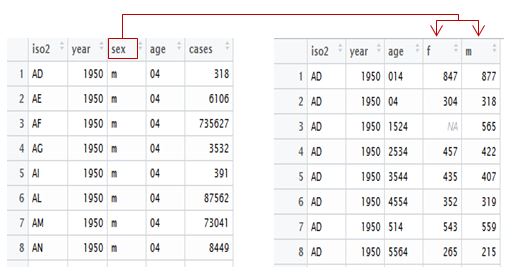 iso2 year sex age cases
1 AD 1950 m 04 318
2 AE 1950 m 04 6106
3 AF 1950 m 04 735627
4 AG 1950 m 04 3532
5 AI 1950 m 04 391
6 AL 1950 m 04 87562
7 AM 1950 m 04 73041
8 AN 1950 m 04 8449
iso2 year age f m
1 AD 1950 014 847 877
2 AD 1950 04 304 318
3 AD 1950 1524 NA 565
4 AD 1950 2534 457 422
5 AD 1950 3544 435 407
6 AD 1950 4554 352 319
7 AD 1950 514 543 559
8 AD 1950 5564 265 215